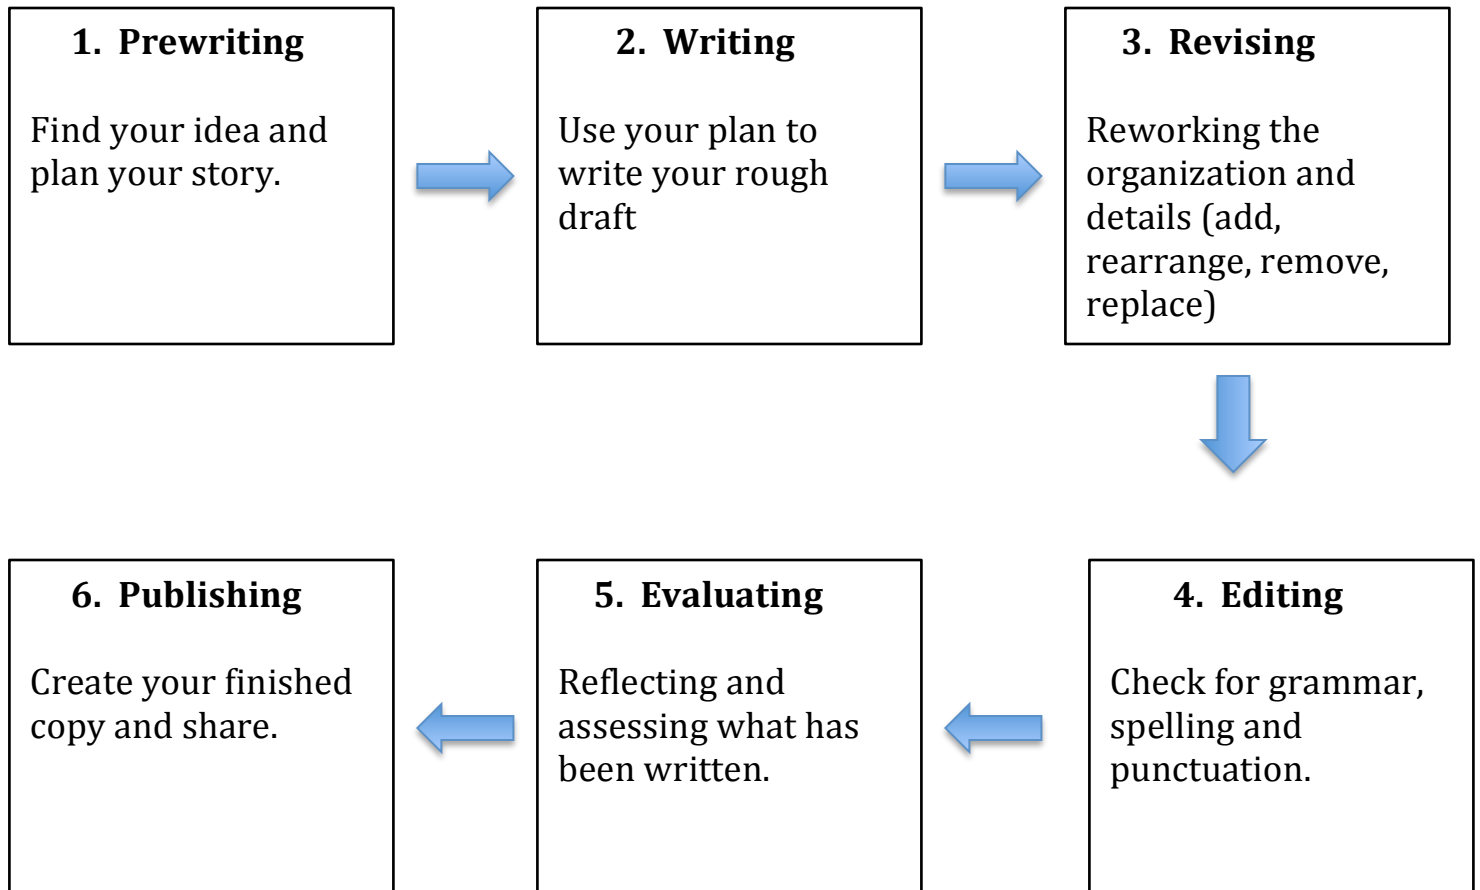 1. Prewriting
Find your idea and
plan your story.
2. Writing
Use your plan to
write your rough
draft
3. Revising
Reworking the
organization and
details (add,
rearrange, remove,
replace)
4. Editing
Check for grammar,
spelling and
punctuation.
5. Evaluating
Reflecting and
assessing what has
been written.
6. Publishing
Create your finished
copy and share.